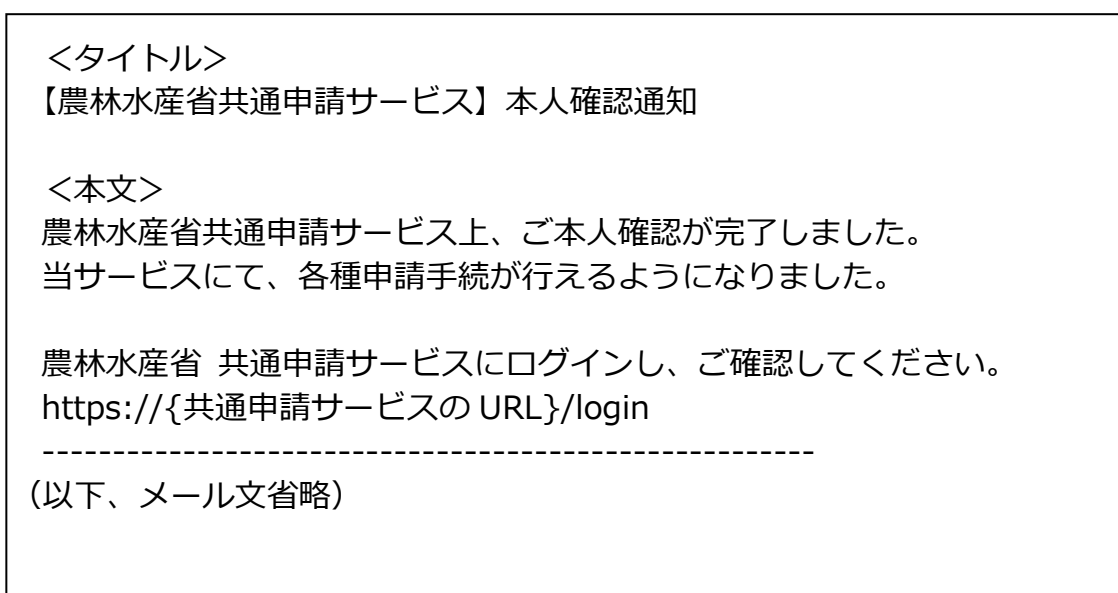 ＜タイトル＞
【農林水産省共通申請サービス】本人確認通知
＜本文＞
農林水産省共通申請サービス上、ご本人確認が完了しました。
当サービスにて、各種申請手続が行えるようになりました。
農林水産省 共通申請サービスにログインし、ご確認してください。
https://{共通申請サービスの URL}/login
-------------------------------------------------------
（以下、メール文省略）